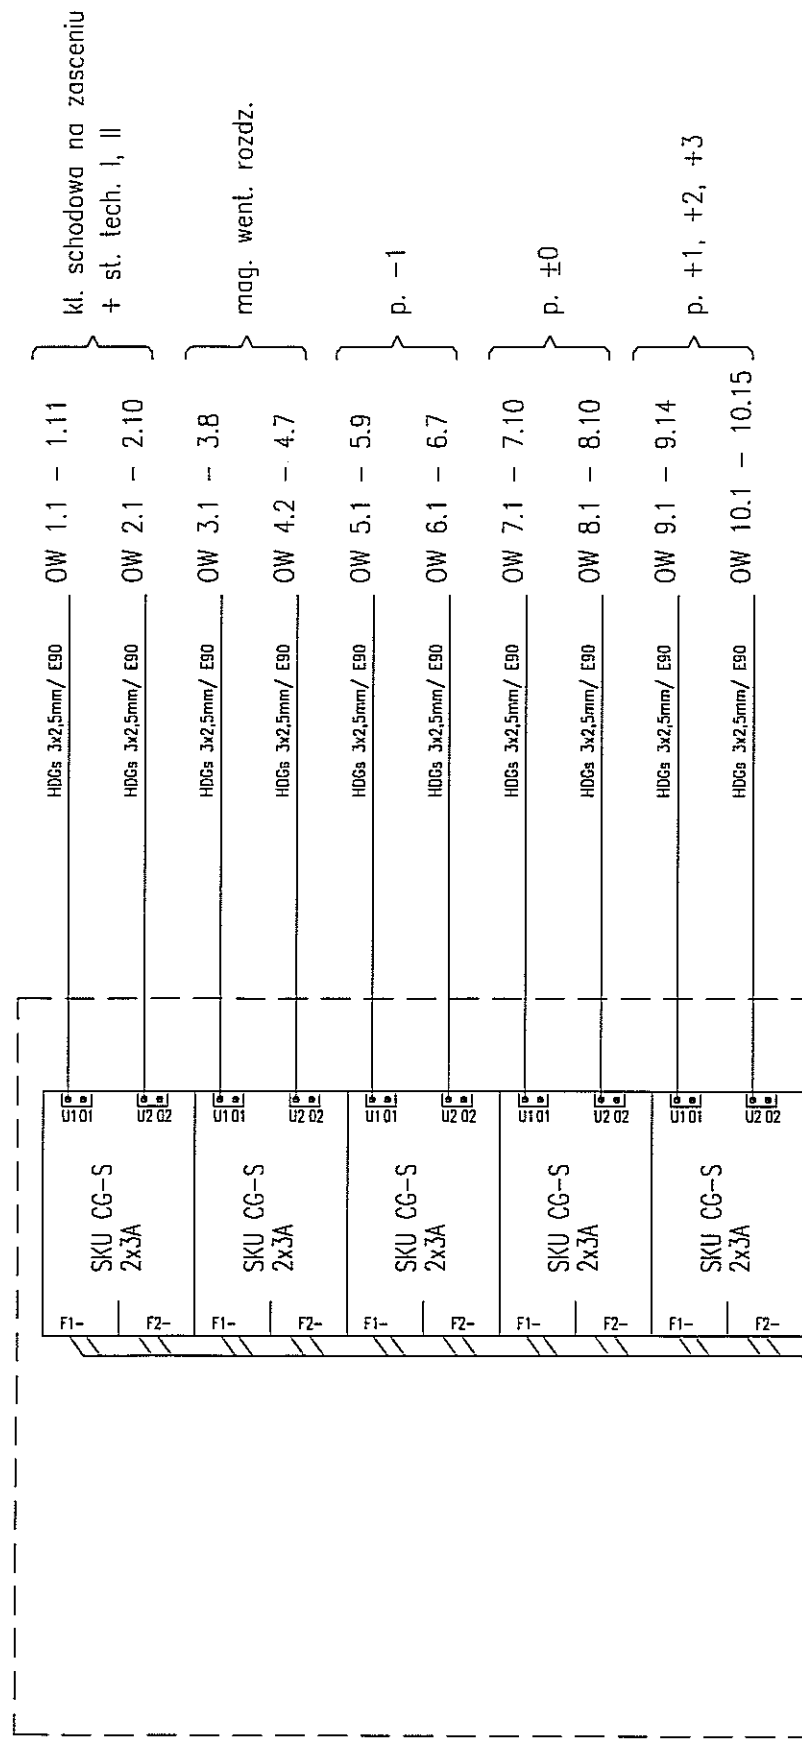 kl. schodowa na zasceniu
+ st. tech. I, II
mag. went. rozdz.
p. -1
p. ±0
p. +1, +2, +3
OW 1.1 - 1.11
OW 2.1 - 2.10
OW 3.1 - 3.8
OW 4.2 - 4.7
OW 5.1 - 5.9
OW 6.1 - 6.7
OW 7.1 - 7.10
OW 8.1 - 8.10
OW 9.1 - 9.14
OW 10.1 - 10.15
HDGs 3x2,5mm/ E90
HDGs 3x2,5mm/ E90
HDGs 3x2,5mm/ E90
HDGs 3x2,5mm/ E90
HDGs 3x2,5mm/ E90
HDGs 3x2,5mm/ E90
HDGs 3x2,5mm/ E90
HDGs 3x2,5mm/ E90
HDGs 3x2,5mm/ E90
HDGs 3x2,5mm/ E90
U1 01
U2 02
U1 01
U2 02
U1 01
U2 02
U1 01
U2 02
U1 01
U2 02
SKU CG-S
2x3A
SKU CG-S
2x3A
SKU CG-S
2x3A
SKU CG-S
2x3A
SKU CG-S
2x3A
F1-
F2-
F1-
F2-
F1-
F2-
F1-
F2-
F1-
F2-